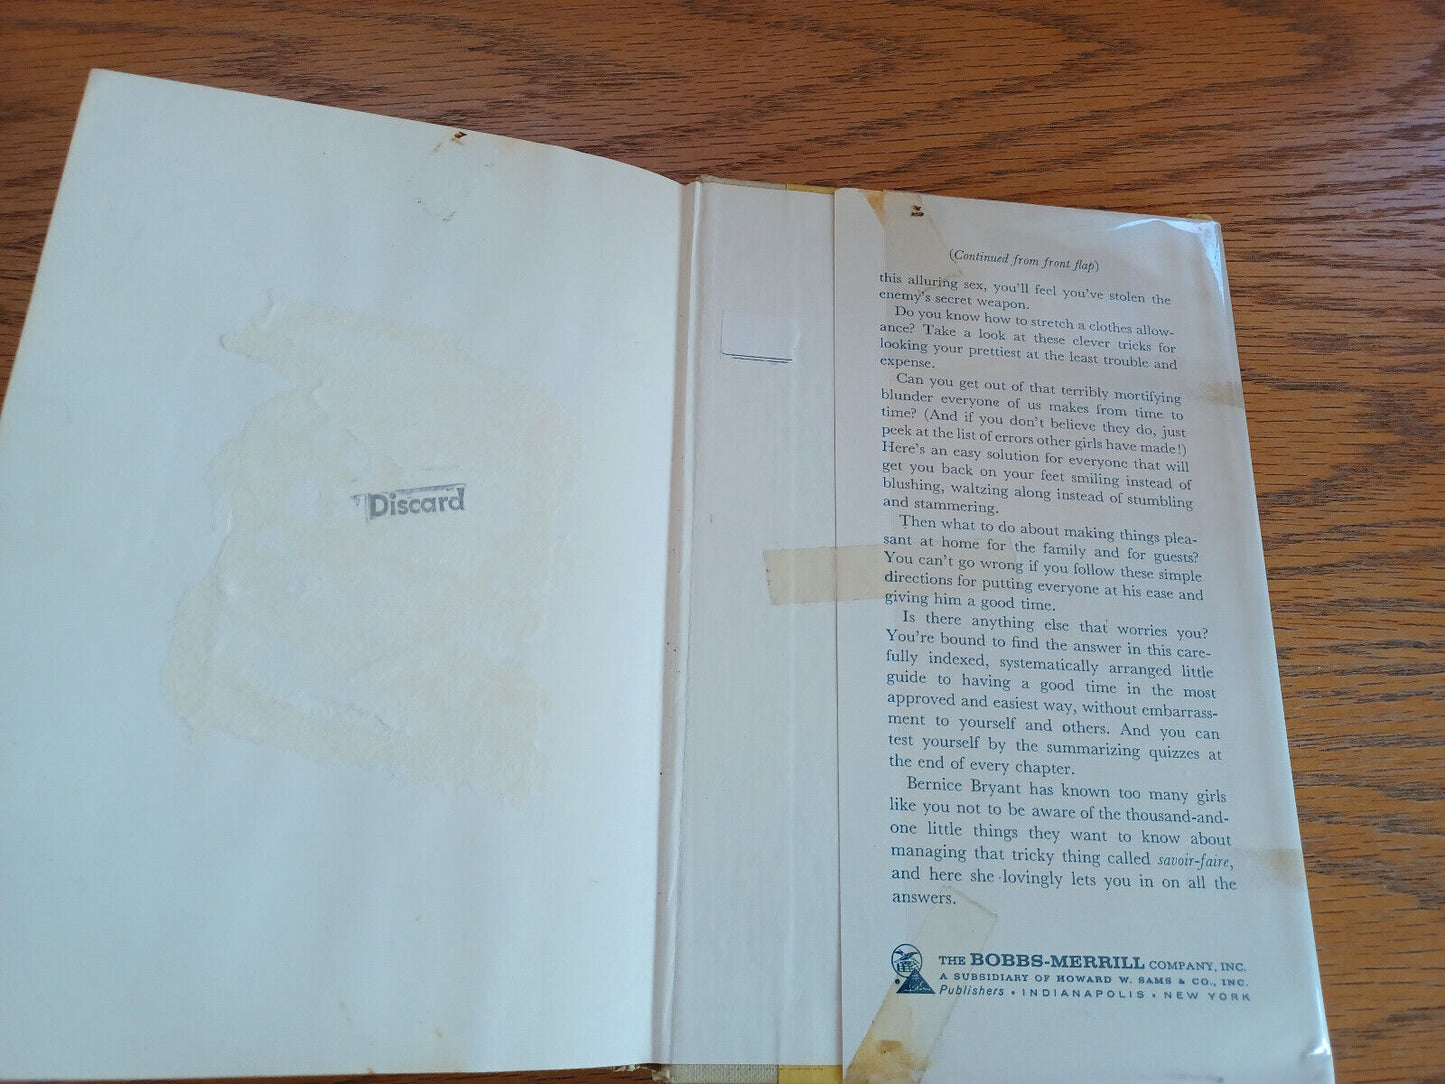 Discard
(Continued from front flap)
this alluring sex, you'll feel you've stolen the
enemy's secret weapon.
Do you know how to stretch a clothes allow-
ance? Take a look at these clever tricks for
looking your prettiest at the least trouble and
expense.
Can you get out of that terribly mortifying
blunder everyone of us makes from time to
time? (And if you don't believe they do, just
peek at the list of errors other girls have made!)
Here's an easy solution for everyone that will
get you back on your feet smiling instead of
blushing, waltzing along instead of stumbling
and stammering.
Then what to do about making things plea-
sant at home for the family and for guests?
You can't go wrong if you follow these simple
directions for putting everyone at his ease and
giving him a good time.
Is there anything else that worries you?
You're bound to find the answer in this care-
fully indexed, systematically arranged little
guide to having a good time in the most
approved and easiest way, without embarrass-
ment to yourself and others. And you can
test yourself by the summarizing quizzes at
the end of every chapter.
Bernice Bryant has known too many girls
like you not to be aware of the thousand-and-
one little things they want to know about
managing that tricky thing called savoir-faire,
and here she lovingly lets you in on all the
answers.
THE BOBBS-MERRILL COMPANY, INC.
A SUBSIDIARY OF HOWARD W. SAMS & CO., INC.
Publishers • INDIANAPOLIS • NEW YORK